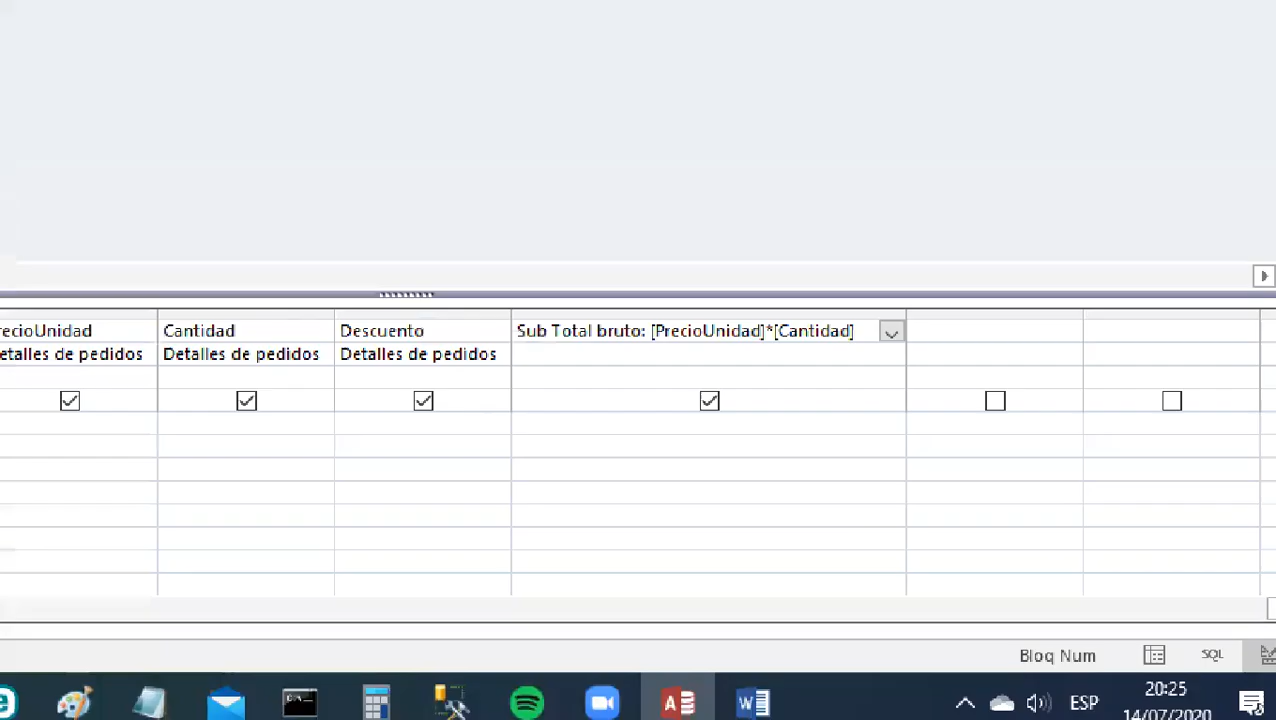 recioUnidad Cantidad Descuento Sub Total bruto: [PrecioUnidad]*[Cantidad]
etalles de pedidos Detalles de pedidos Detalles de pedidos
Bloq Num SQL
ESP 20:25
14/07/2020